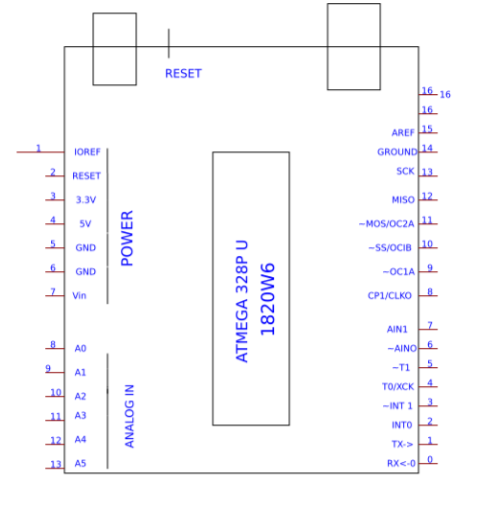 RESET
16 16
16
AREF 15
1 IOREF
GROUND 14
2 RESET
SCK 13
3 3.3V
MISO 12
4 5V
~MOS/OC2A 11
5 GND
~SS/OCIB 10
6 GND
~OC1A 9
7 Vin
CP1/CLKO 8
POWER
ATMEGA 328P U
1820W6
AIN1 7
8 A0
~AINO 6
9 A1
~T1 5
10 A2
T0/XCK 4
11 A3
~INT 1 3
INT0 2
12 A4
TX-> 1
13 A5
RX<-0 0
ANALOG IN